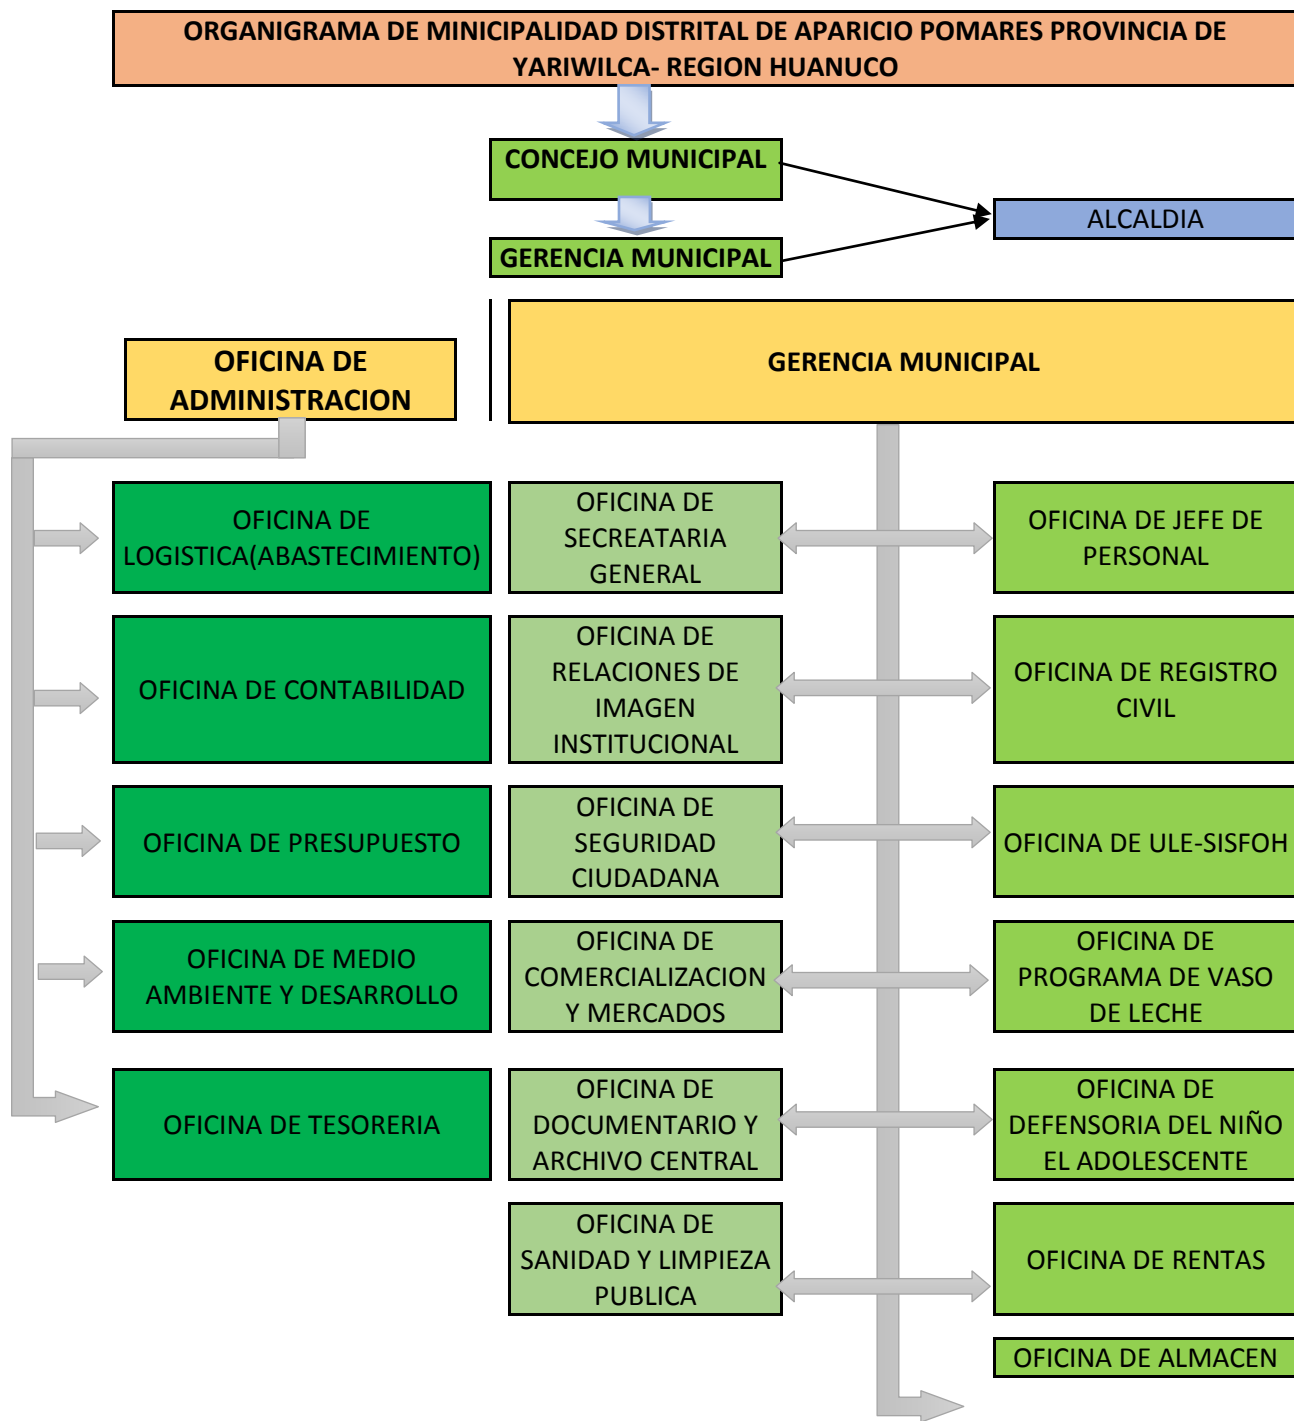 ORGANIGRAMA DE MINICIPALIDAD DISTRITAL DE APARICIO POMARES PROVINCIA DE
YARIWILCA- REGION HUANUCO
CONCEJO MUNICIPAL
ALCALDIA
GERENCIA MUNICIPAL
OFICINA DE
ADMINISTRACION
GERENCIA MUNICIPAL
OFICINA DE
LOGISTICA(ABASTECIMIENTO)
OFICINA DE
SECREATARIA
GENERAL
OFICINA DE JEFE DE
PERSONAL
OFICINA DE CONTABILIDAD
OFICINA DE
RELACIONES DE
IMAGEN
INSTITUCIONAL
OFICINA DE REGISTRO
CIVIL
OFICINA DE PRESUPUESTO
OFICINA DE
SEGURIDAD
CIUDADANA
OFICINA DE ULE-SISFOH
OFICINA DE MEDIO
AMBIENTE Y DESARROLLO
OFICINA DE
COMERCIALIZACION
Y MERCADOS
OFICINA DE
PROGRAMA DE VASO
DE LECHE
OFICINA DE TESORERIA
OFICINA DE
DOCUMENTARIO Y
ARCHIVO CENTRAL
OFICINA DE
DEFENSORIA DEL NIÑO
EL ADOLESCENTE
OFICINA DE
SANIDAD Y LIMPIEZA
PUBLICA
OFICINA DE RENTAS
OFICINA DE ALMACEN